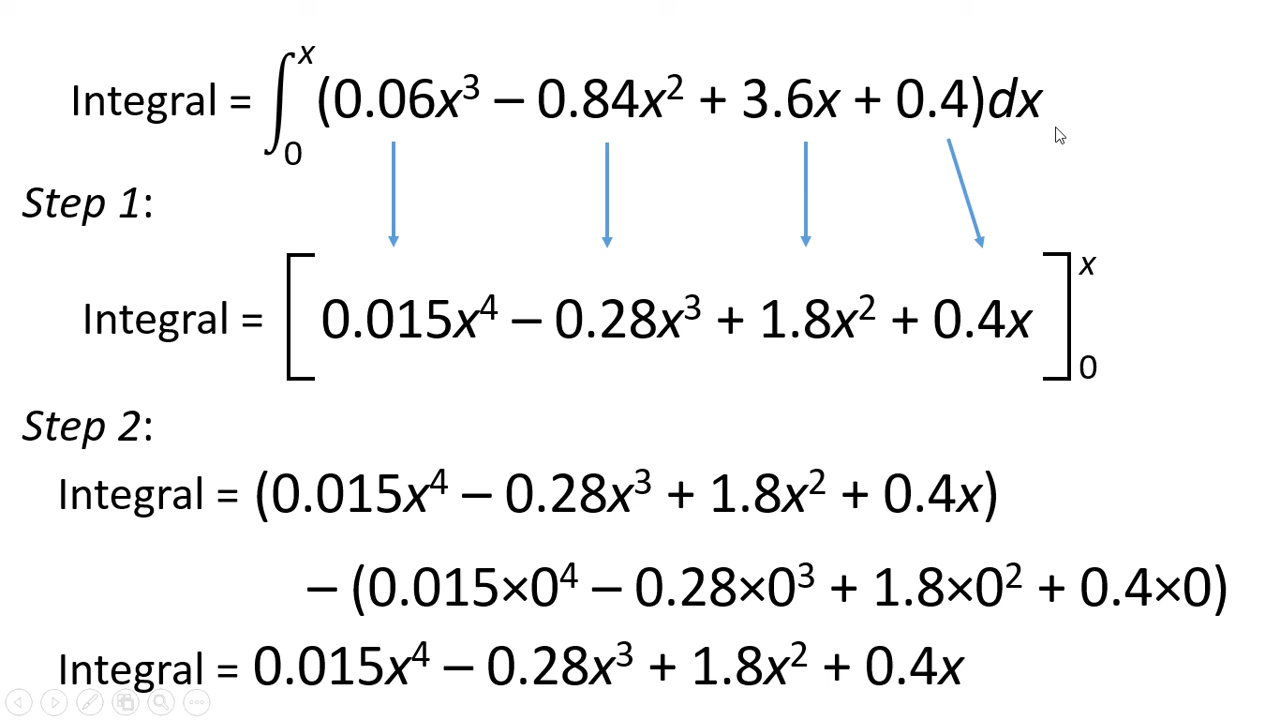 Integral = ∫₀ˣ (0.06x³ – 0.84x² + 3.6x + 0.4)dx
Step 1:
Integral = [ 0.015x⁴ – 0.28x³ + 1.8x² + 0.4x ]₀ˣ
Step 2:
Integral = (0.015x⁴ – 0.28x³ + 1.8x² + 0.4x)
– (0.015×0⁴ – 0.28×0³ + 1.8×0² + 0.4×0)
Integral = 0.015x⁴ – 0.28x³ + 1.8x² + 0.4x